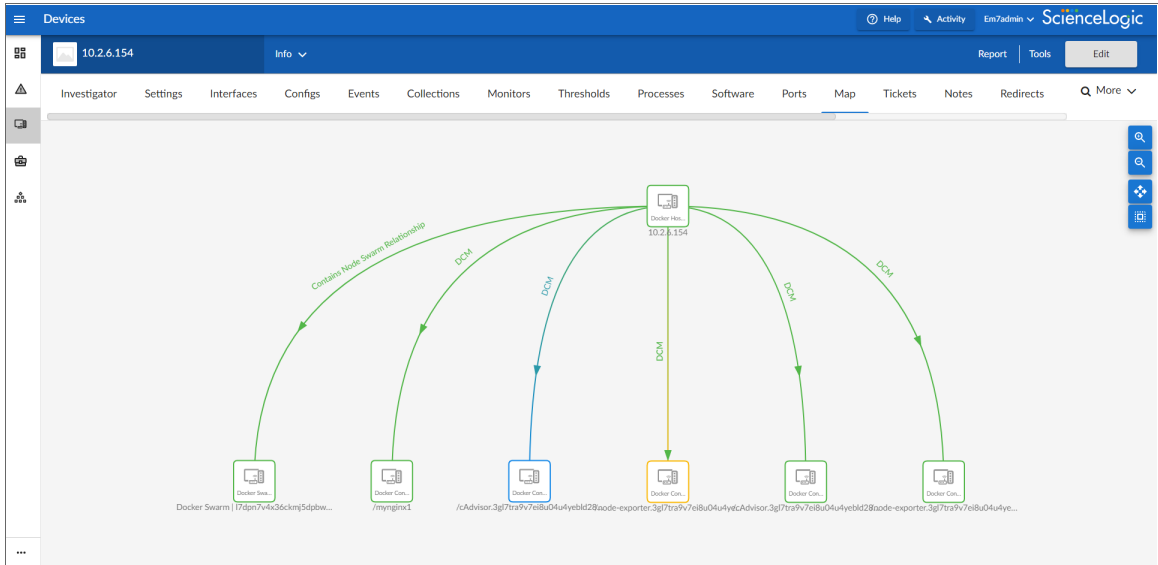 Devices
Help
Activity
Em7admin
ScienceLogic
10.2.6.154
Info
Report
Tools
Edit
Investigator
Settings
Interfaces
Configs
Events
Collections
Monitors
Thresholds
Processes
Software
Ports
Map
Tickets
Notes
Redirects
More
Docker Hos...
10.2.6.154
Contains Node Swarm Relationship
DCM
DCM
DCM
DCM
DCM
Docker Swa...
Docker Con...
Docker Con...
Docker Con...
Docker Con...
Docker Con...
Docker Swarm | l7dpn7v4x36ckmj5dpbw...
/mynginx1
/cAdvisor.3gl7tra9v7ei8u04u4yebld28
/node-exporter.3gl7tra9v7ei8u04u4ye
/cAdvisor.3gl7tra9v7ei8u04u4yebld28
/node-exporter.3gl7tra9v7ei8u04u4ye...